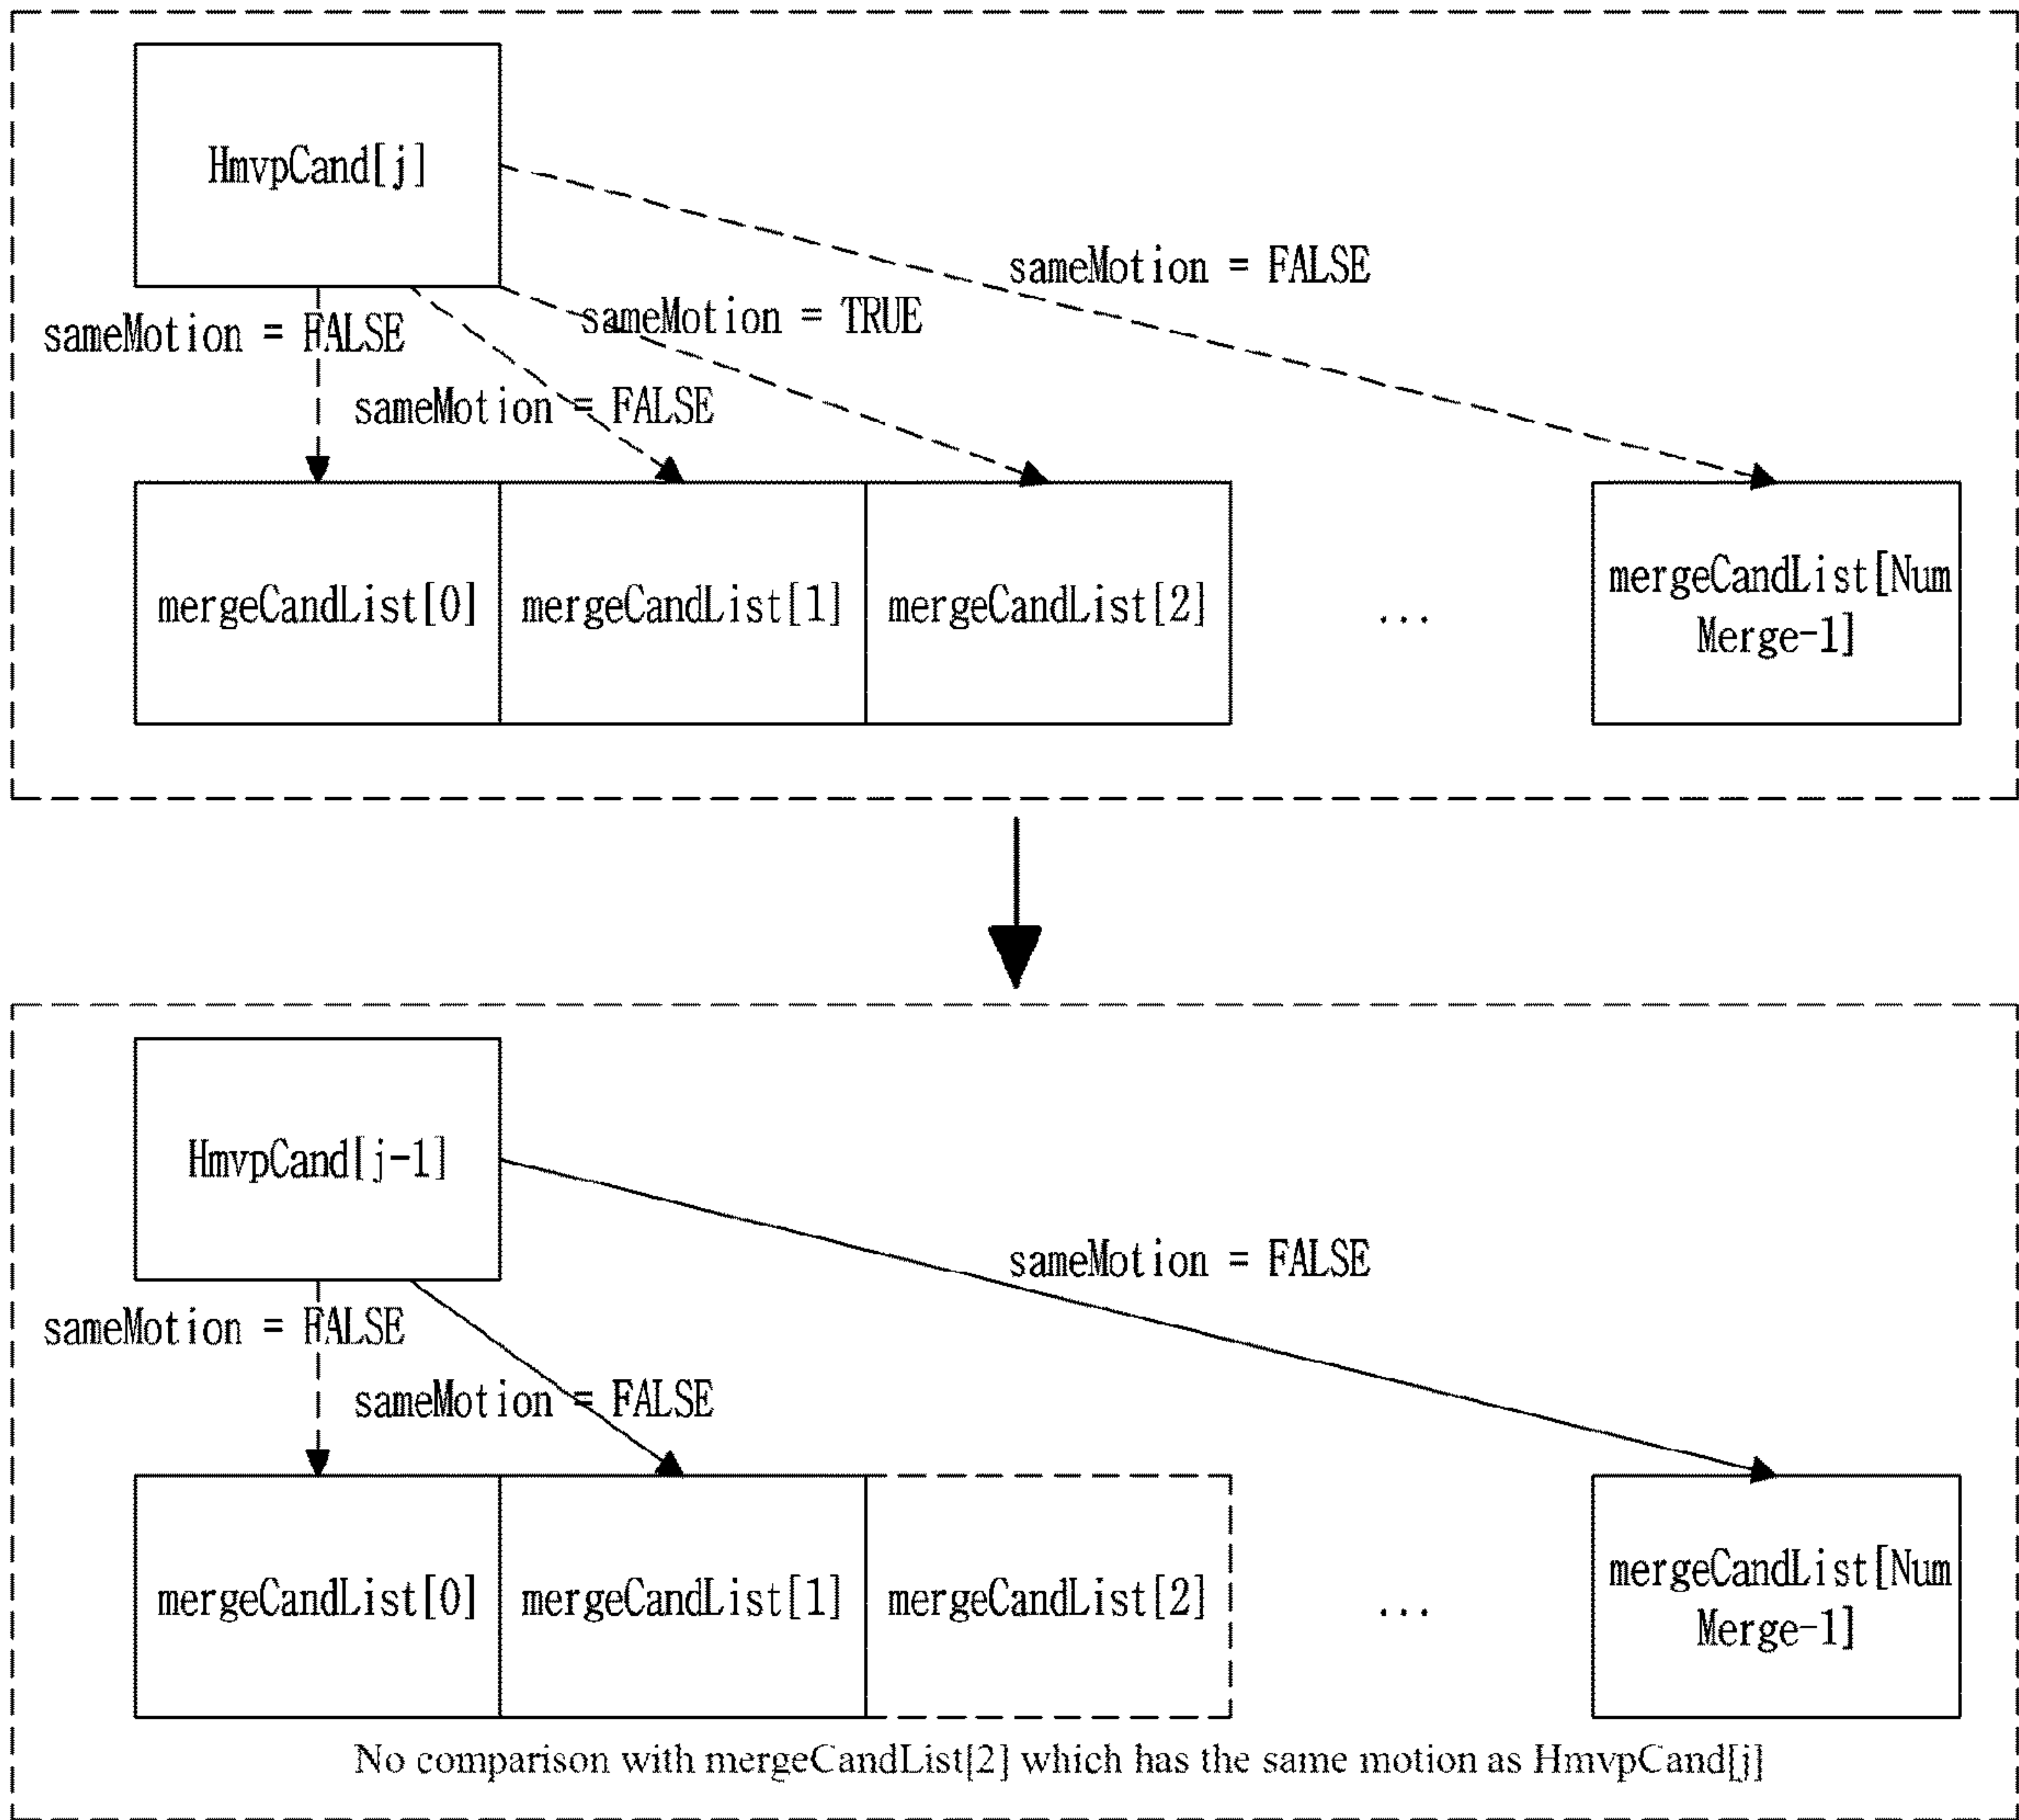 HmvpCand[j]
sameMotion = FALSE
sameMotion = TRUE
sameMotion = FALSE
sameMotion = FALSE
mergeCandList[0]
mergeCandList[1]
mergeCandList[2]
...
mergeCandList[Num
Merge-1]
HmvpCand[j-1]
sameMotion = FALSE
sameMotion = FALSE
sameMotion = FALSE
mergeCandList[0]
mergeCandList[1]
mergeCandList[2]
...
mergeCandList[Num
Merge-1]
No comparison with mergeCandList[2] which has the same motion as HmvpCand[j]